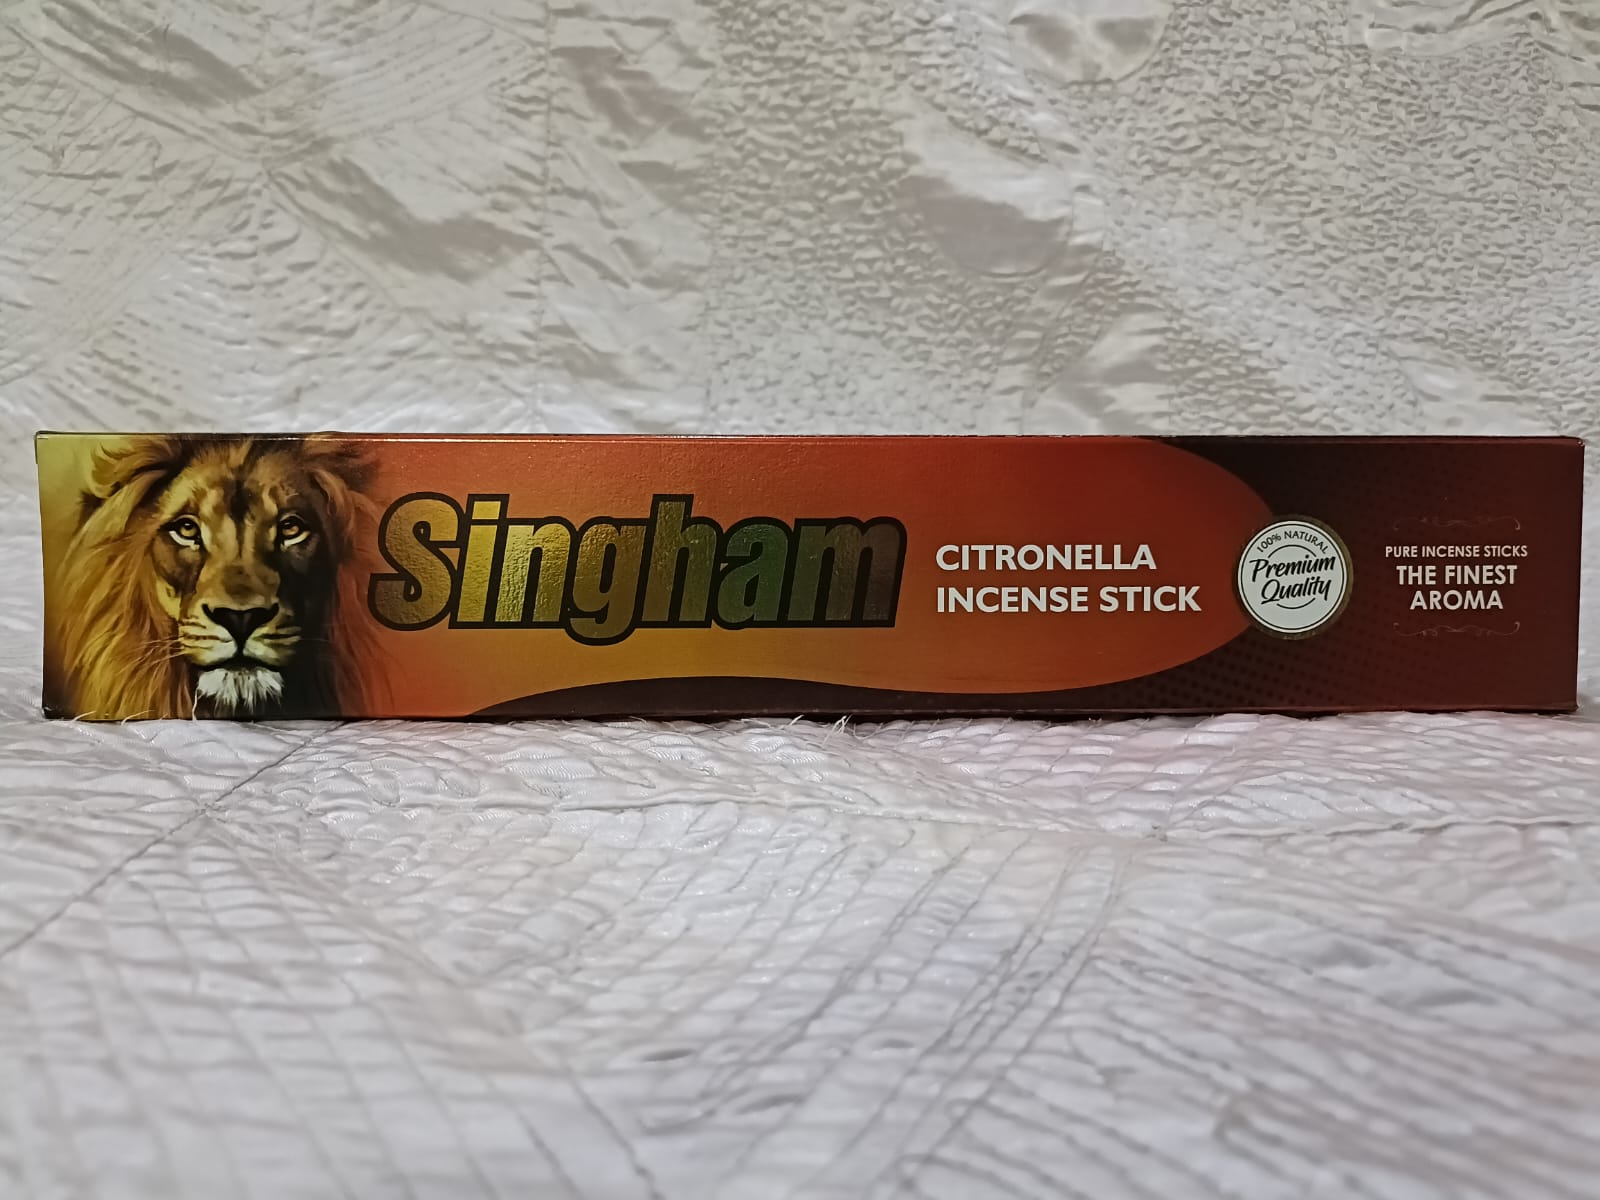 Singham
CITRONELLA
INCENSE STICK
100% NATURAL
Premium
Quality
PURE INCENSE STICKS
THE FINEST
AROMA